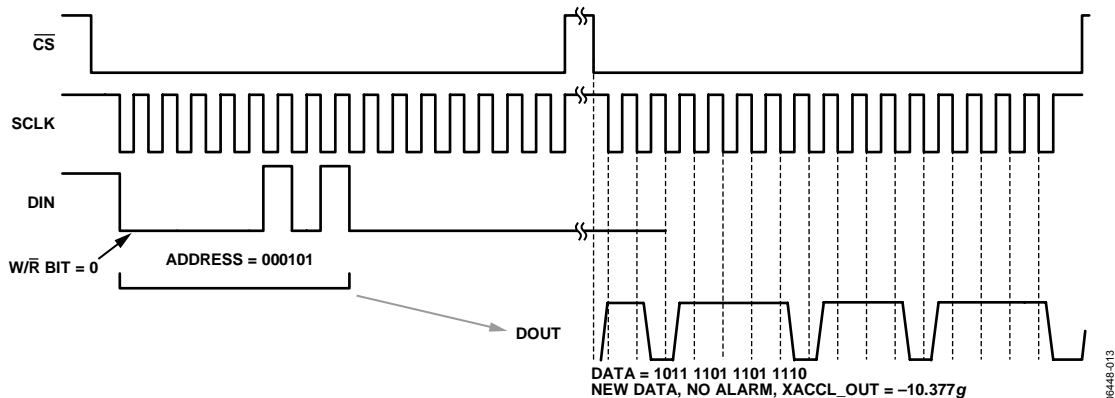 CS
SCLK
DIN
W/R BIT = 0
ADDRESS = 000101
DOUT
DATA = 1011 1101 1101 1110
NEW DATA, NO ALARM, XACCL_OUT = –10.377g
06448-013